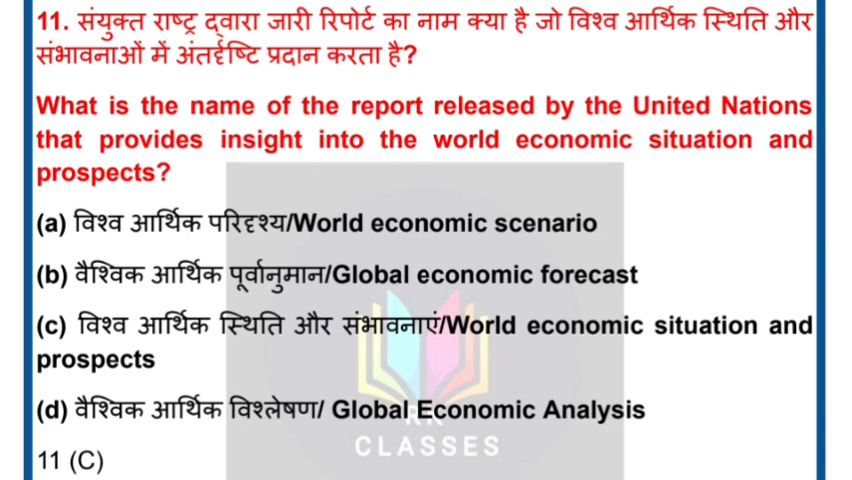 11. संयुक्त राष्ट्र द्वारा जारी रिपोर्ट का नाम क्या है जो विश्व आर्थिक स्थिति और
संभावनाओं में अंतर्दृष्टि प्रदान करता है?
What is the name of the report released by the United Nations
that provides insight into the world economic situation and
prospects?
(a) विश्व आर्थिक परिदृश्य/World economic scenario
(b) वैश्विक आर्थिक पूर्वानुमान/Global economic forecast
(c) विश्व आर्थिक स्थिति और संभावनाएं/World economic situation and
prospects
(d) वैश्विक आर्थिक विश्लेषण/ Global Economic Analysis
CLASSES
11 (C)